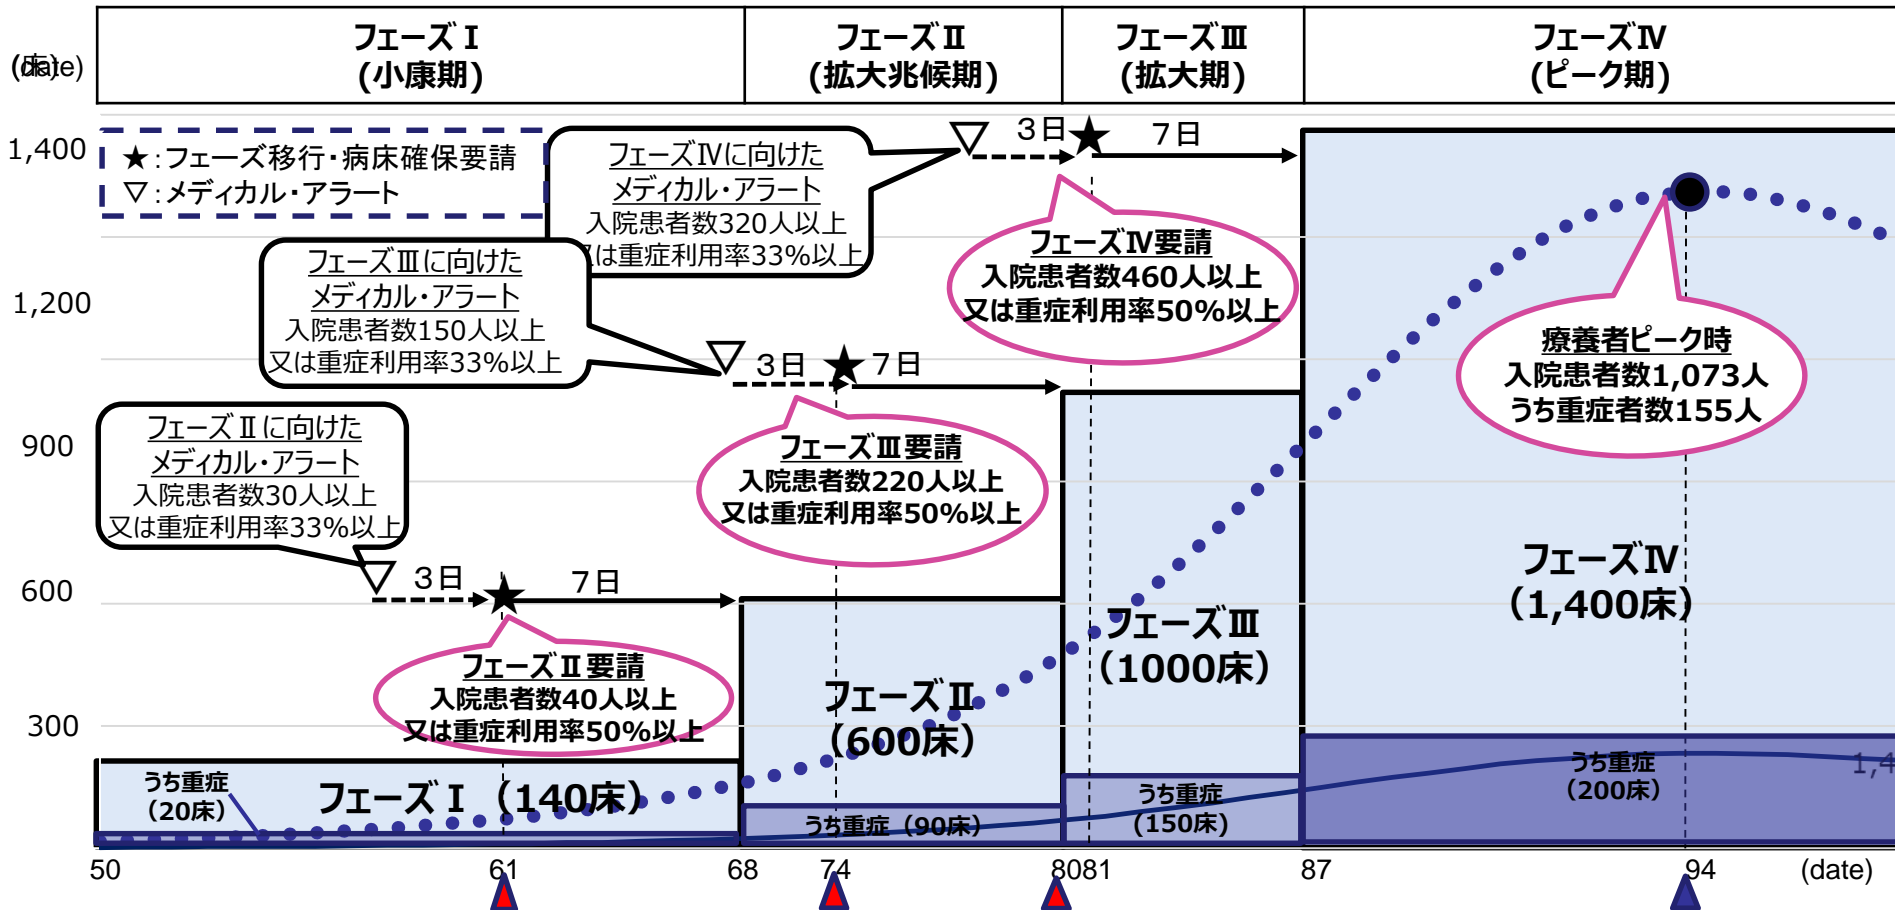 フェーズⅠ
(小康期)
フェーズⅡ
(拡大兆候期)
フェーズⅢ
(拡大期)
フェーズⅣ
(ピーク期)
(床)
(date)
1,400
1,200
900
600
300
★：フェーズ移行・病床確保要請
▽：メディカル・アラート
フェーズⅣに向けた
メディカル・アラート
入院患者数320人以上
又は重症利用率33%以上
3日
★
7日
フェーズⅣ要請
入院患者数460人以上
又は重症利用率50%以上
フェーズⅢに向けた
メディカル・アラート
入院患者数150人以上
又は重症利用率33%以上
3日
★
7日
フェーズⅢ要請
入院患者数220人以上
又は重症利用率50%以上
療養者ピーク時
入院患者数1,073人
うち重症者数155人
フェーズⅡに向けた
メディカル・アラート
入院患者数30人以上
又は重症利用率33%以上
3日
★
7日
フェーズⅡ要請
入院患者数40人以上
又は重症利用率50%以上
フェーズⅠ（140床）
うち重症
（20床）
フェーズⅡ
（600床）
うち重症（90床）
フェーズⅢ
（1000床）
うち重症
(150床)
フェーズⅣ
（1,400床）
うち重症
（200床）
1,4
50
61
68
74
80
81
87
94
(date)